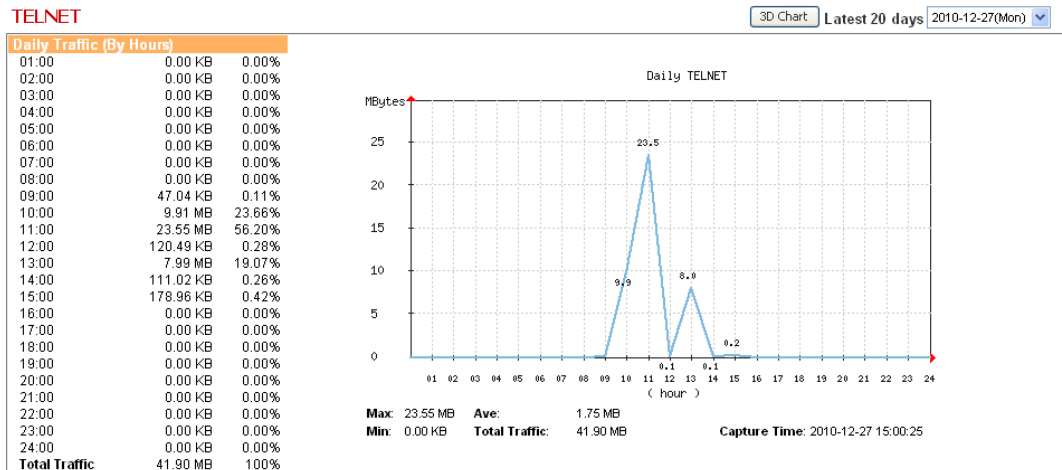 TELNET
3D Chart Latest 20 days 2010-12-27(Mon)
Daily Traffic (By Hours)
01:00 0.00 KB 0.00%
02:00 0.00 KB 0.00%
03:00 0.00 KB 0.00%
04:00 0.00 KB 0.00%
05:00 0.00 KB 0.00%
06:00 0.00 KB 0.00%
07:00 0.00 KB 0.00%
08:00 0.00 KB 0.00%
09:00 47.04 KB 0.11%
10:00 9.91 MB 23.66%
11:00 23.55 MB 56.20%
12:00 120.49 KB 0.28%
13:00 7.99 MB 19.07%
14:00 111.02 KB 0.26%
15:00 178.96 KB 0.42%
16:00 0.00 KB 0.00%
17:00 0.00 KB 0.00%
18:00 0.00 KB 0.00%
19:00 0.00 KB 0.00%
20:00 0.00 KB 0.00%
21:00 0.00 KB 0.00%
22:00 0.00 KB 0.00%
23:00 0.00 KB 0.00%
24:00 0.00 KB 0.00%
Total Traffic 41.90 MB 100%
Daily TELNET
MBytes
25
23.5
20
15
10
9.9
8.0
5
0.2
0
0.1 0.1
01 02 03 04 05 06 07 08 09 10 11 12 13 14 15 16 17 18 19 20 21 22 23 24
( hour )
Max: 23.55 MB Ave: 1.75 MB
Min: 0.00 KB Total Traffic: 41.90 MB Capture Time: 2010-12-27 15:00:25